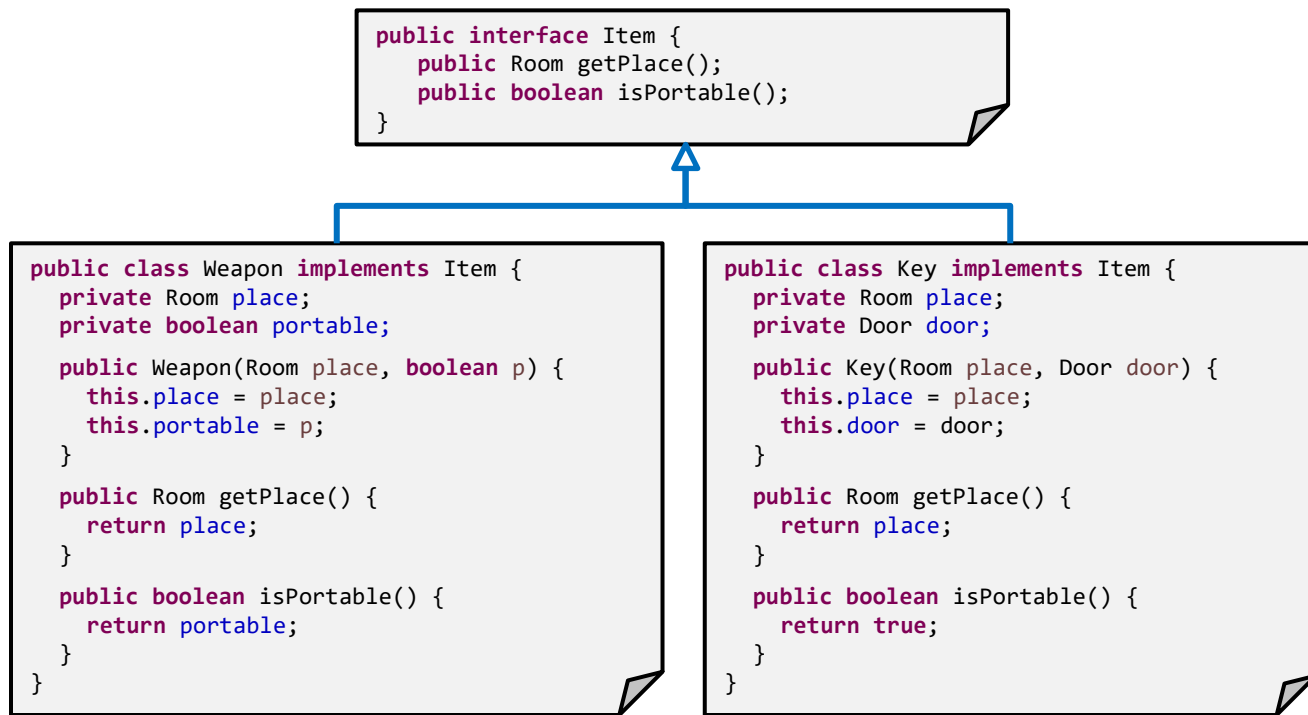 public interface Item {
public Room getPlace();
public boolean isPortable();
}
public class Weapon implements Item {
private Room place;
private boolean portable;
public Weapon(Room place, boolean p) {
this.place = place;
this.portable = p;
}
public Room getPlace() {
return place;
}
public boolean isPortable() {
return portable;
}
}
public class Key implements Item {
private Room place;
private Door door;
public Key(Room place, Door door) {
this.place = place;
this.door = door;
}
public Room getPlace() {
return place;
}
public boolean isPortable() {
return true;
}
}